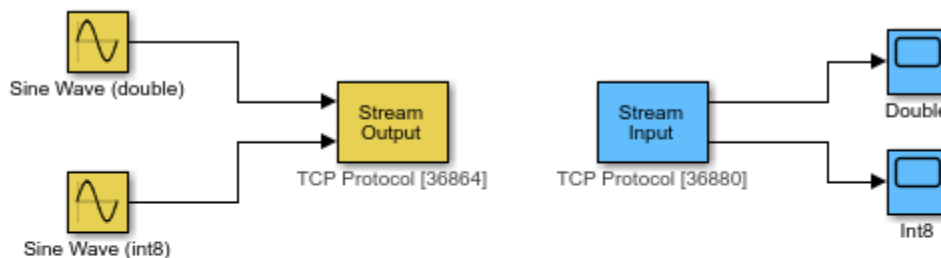 Sine Wave (double)
Stream
Output
TCP Protocol [36864]
Sine Wave (int8)
Stream
Input
TCP Protocol [36880]
Double
Int8